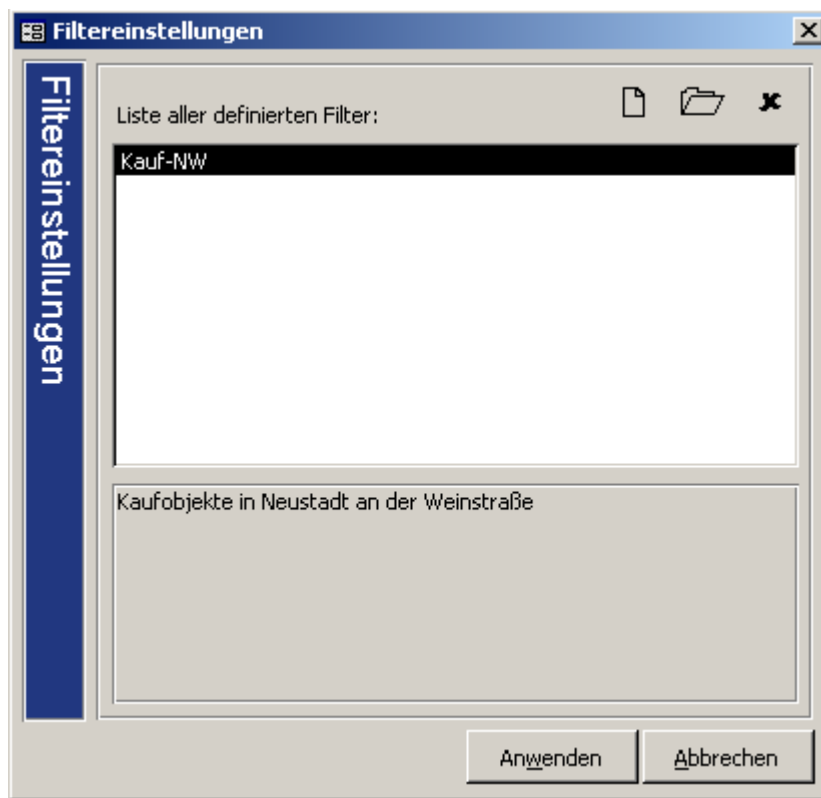 Filtereinstellungen
Filtereinstellungen
Liste aller definierten Filter:
Kauf-NW
Kaufobjekte in Neustadt an der Weinstraße
Anwenden
Abbrechen